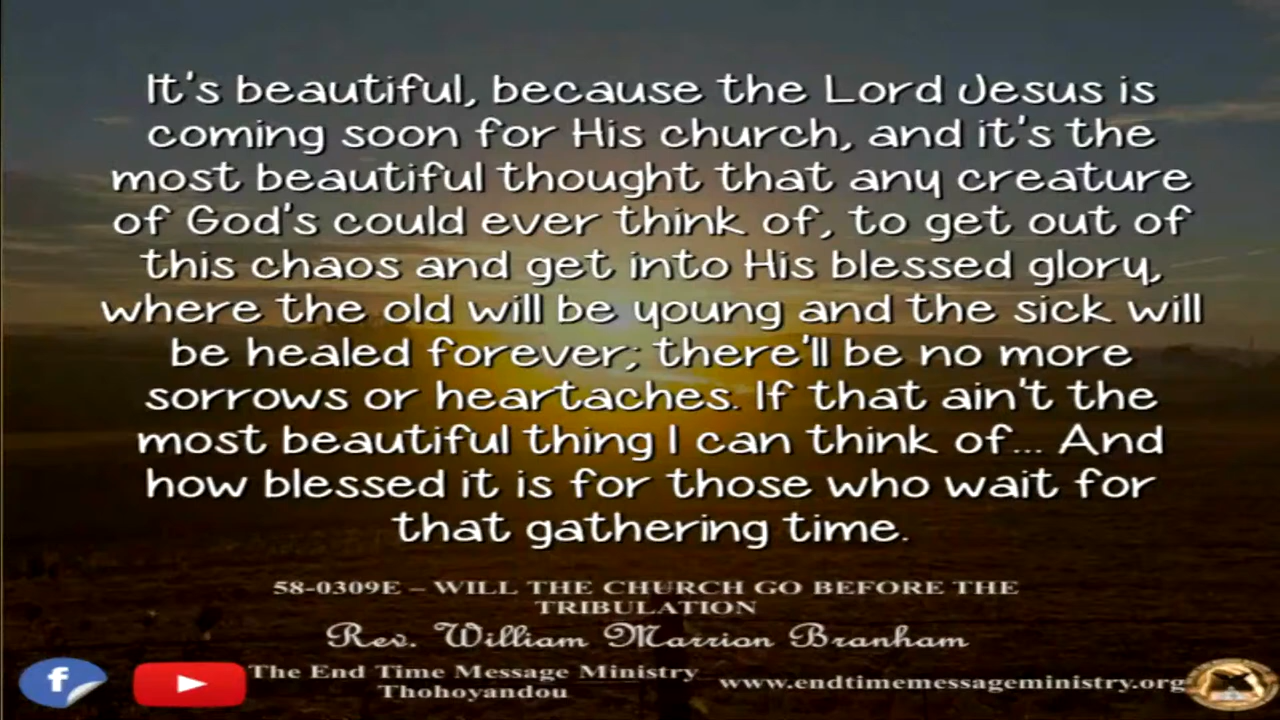 It's beautiful, because the Lord Jesus is
coming soon for His church, and it's the
most beautiful thought that any creature
of God's could ever think of, to get out of
this chaos and get into His blessed glory,
where the old will be young and the sick will
be healed forever; there'll be no more
sorrows or heartaches. If that ain't the
most beautiful thing I can think of... And
how blessed it is for those who wait for
that gathering time.
58-0309E – WILL THE CHURCH GO BEFORE THE
TRIBULATION
Rev. William Marrion Branham
The End Time Message Ministry
Thohoyandou
www.endtimemessageministry.org